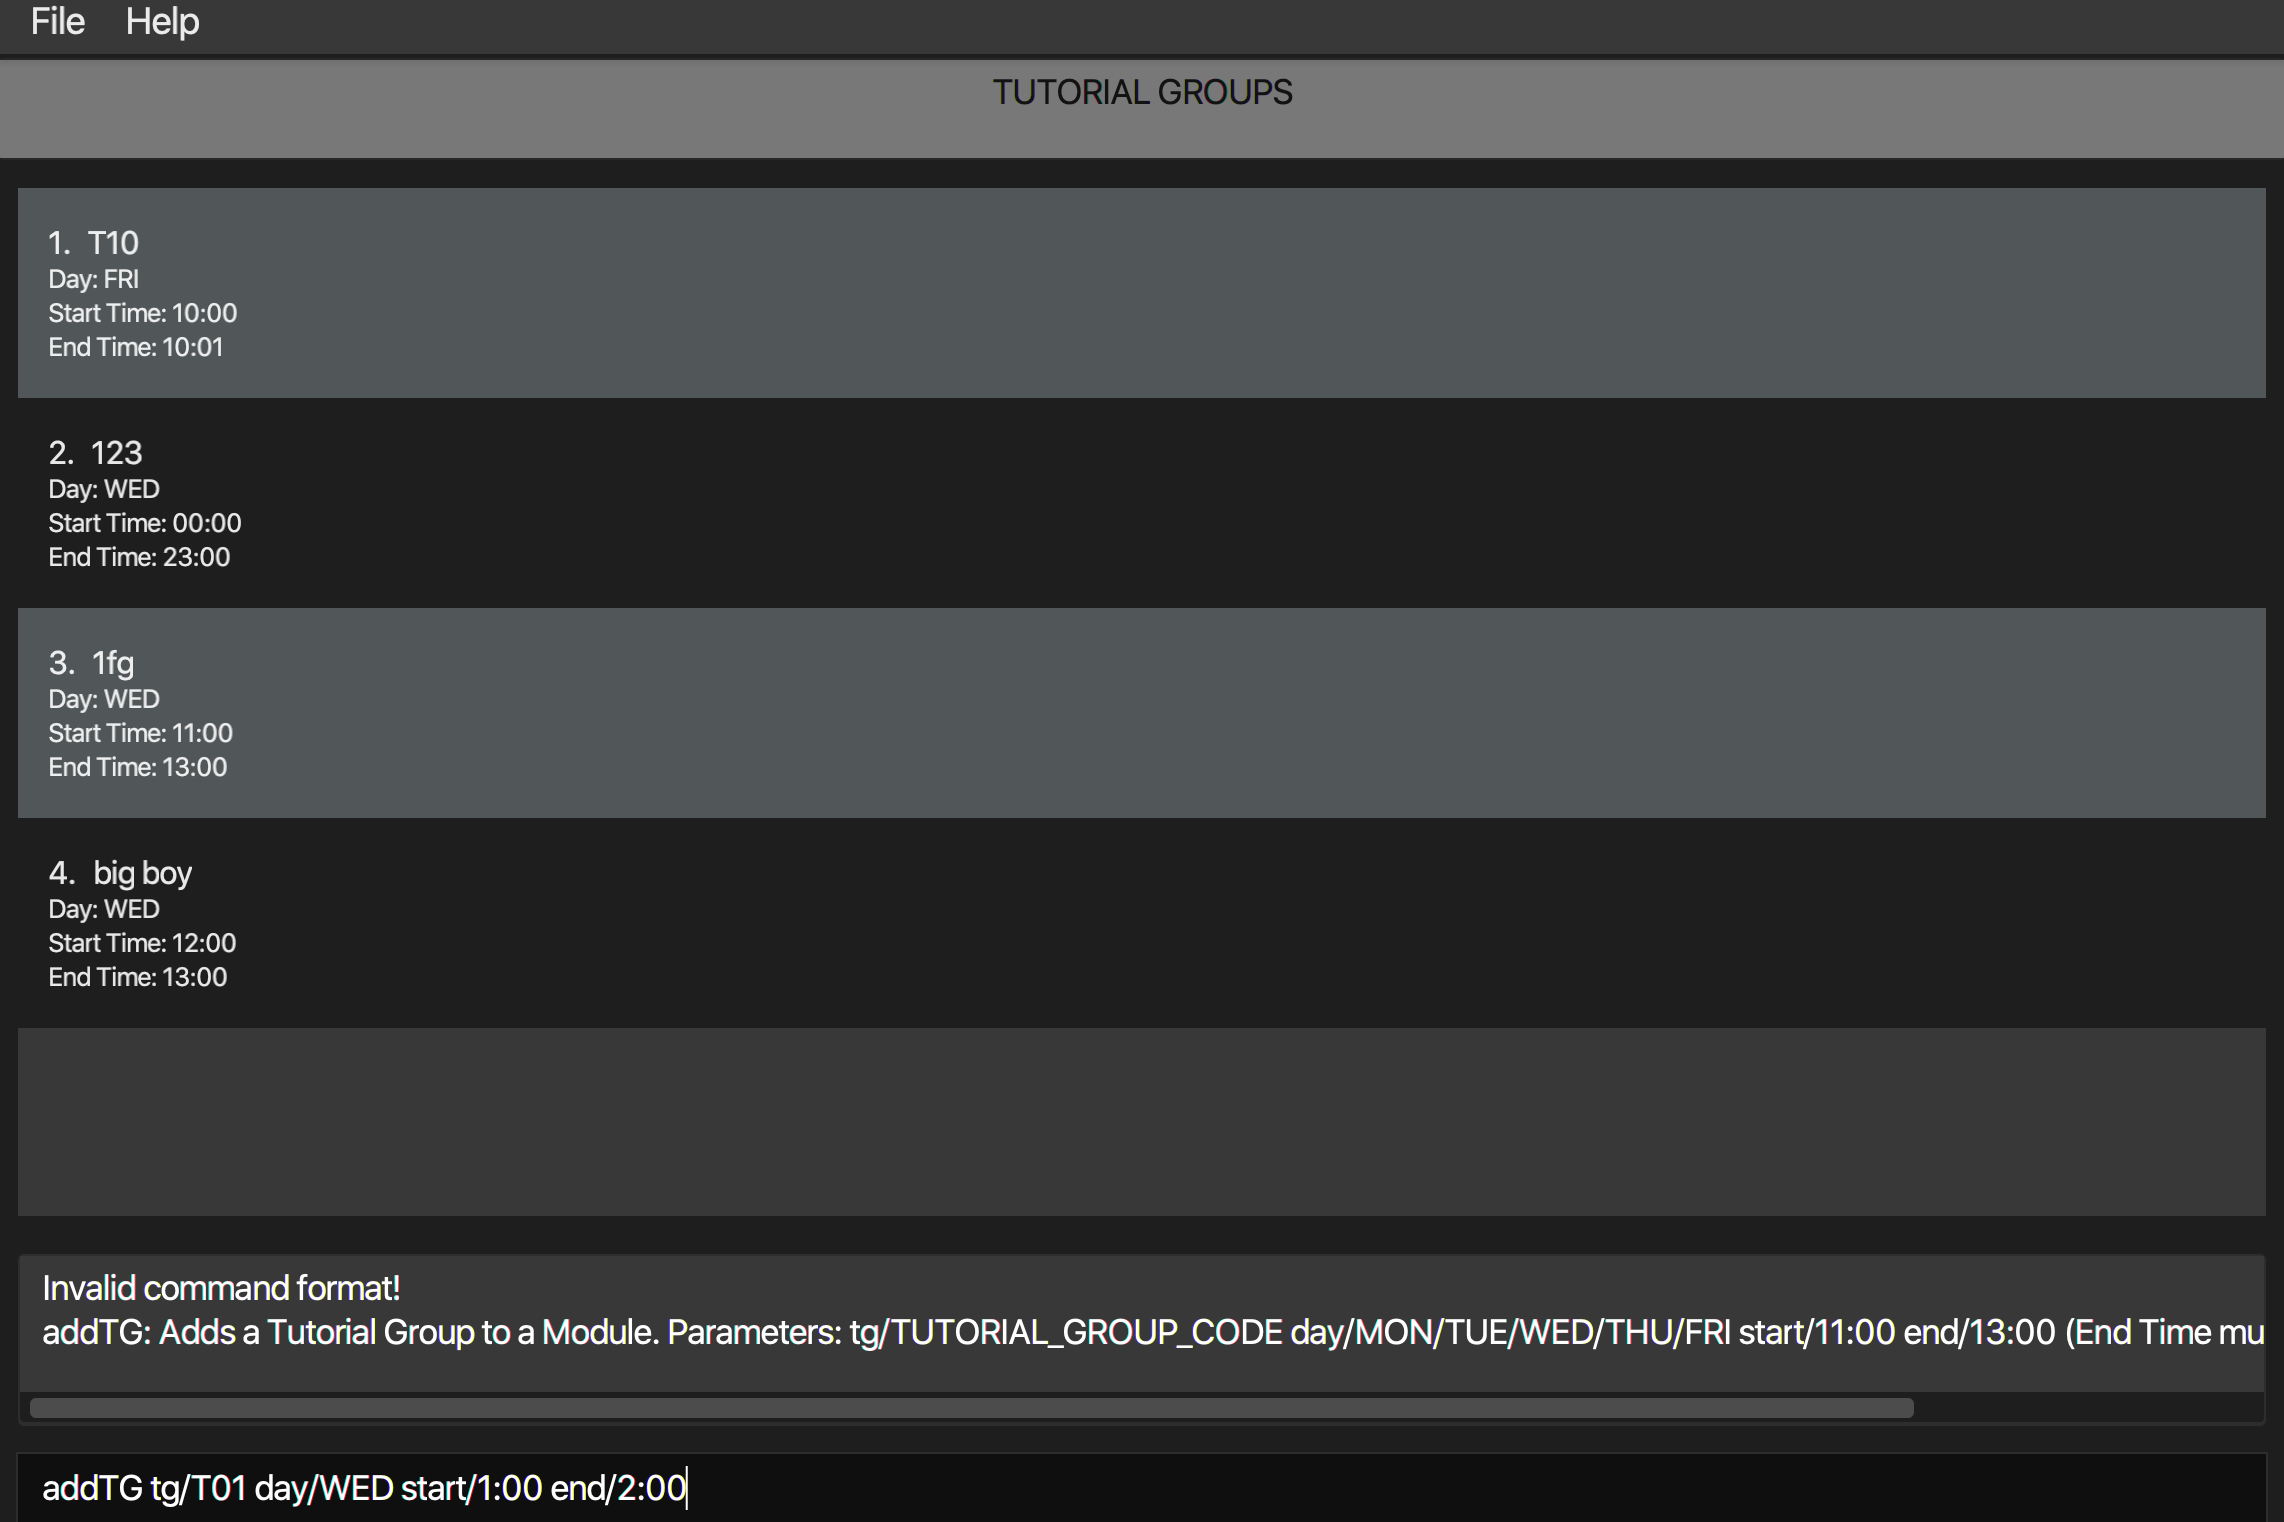 File Help
TUTORIAL GROUPS
1. T10
Day: FRI
Start Time: 10:00
End Time: 10:01
2. 123
Day: WED
Start Time: 00:00
End Time: 23:00
3. 1fg
Day: WED
Start Time: 11:00
End Time: 13:00
4. big boy
Day: WED
Start Time: 12:00
End Time: 13:00
Invalid command format!
addTG: Adds a Tutorial Group to a Module. Parameters: tg/TUTORIAL_GROUP_CODE day/MON/TUE/WED/THU/FRI start/11:00 end/13:00 (End Time mu
addTG tg/T01 day/WED start/1:00 end/2:00